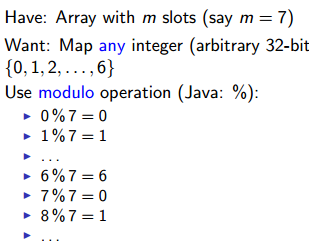 Have: Array with m slots (say m = 7)
Want: Map any integer (arbitrary 32-bit
{0, 1, 2, . . . , 6}
Use modulo operation (Java: %):
▶ 0 % 7 = 0
▶ 1 % 7 = 1
▶ . . .
▶ 6 % 7 = 6
▶ 7 % 7 = 0
▶ 8 % 7 = 1
▶ . . .